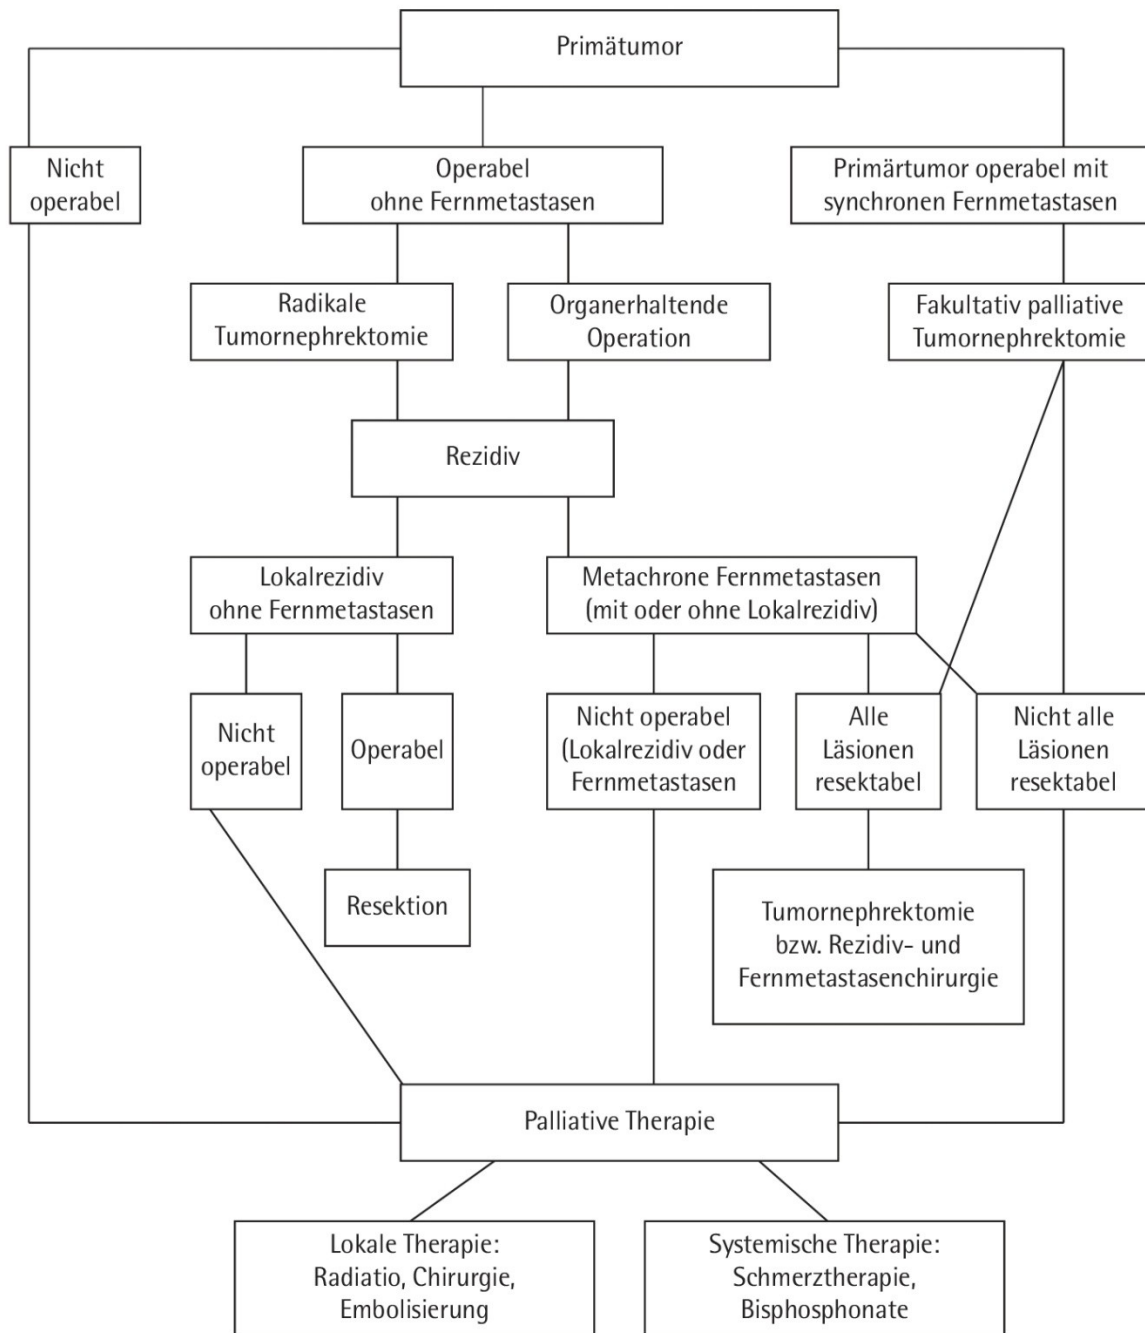 Primätumor
Nicht
operabel
Operabel
ohne Fernmetastasen
Primärtumor operabel mit
synchronen Fernmetastasen
Radikale
Tumornephrektomie
Organerhaltende
Operation
Fakultativ palliative
Tumornephrektomie
Rezidiv
Lokalrezidiv
ohne Fernmetastasen
Metachrone Fernmetastasen
(mit oder ohne Lokalrezidiv)
Nicht
operabel
Operabel
Nicht operabel
(Lokalrezidiv oder
Fernmetastasen
Alle
Läsionen
resektabel
Nicht alle
Läsionen
resektabel
Resektion
Tumornephrektomie
bzw. Rezidiv- und
Fernmetastasenchirurgie
Palliative Therapie
Lokale Therapie:
Radiatio, Chirurgie,
Embolisierung
Systemische Therapie:
Schmerztherapie,
Bisphosphonate